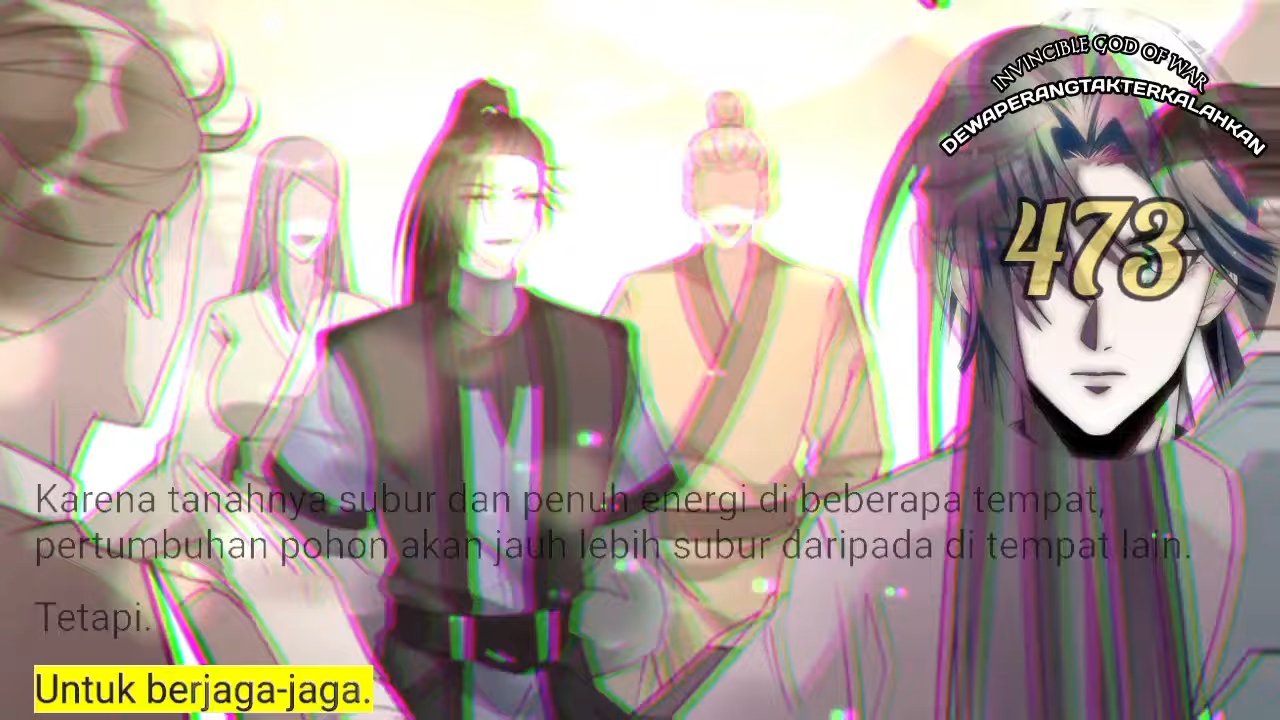 INVINCIBLE GOD OF WAR
DEWAPERANGTAKTERKALAHKAN
473
Karena tanahnya subur dan penuh energi di beberapa tempat,
pertumbuhan pohon akan jauh lebih subur daripada di tempat lain.
Tetapi.
Untuk berjaga-jaga.